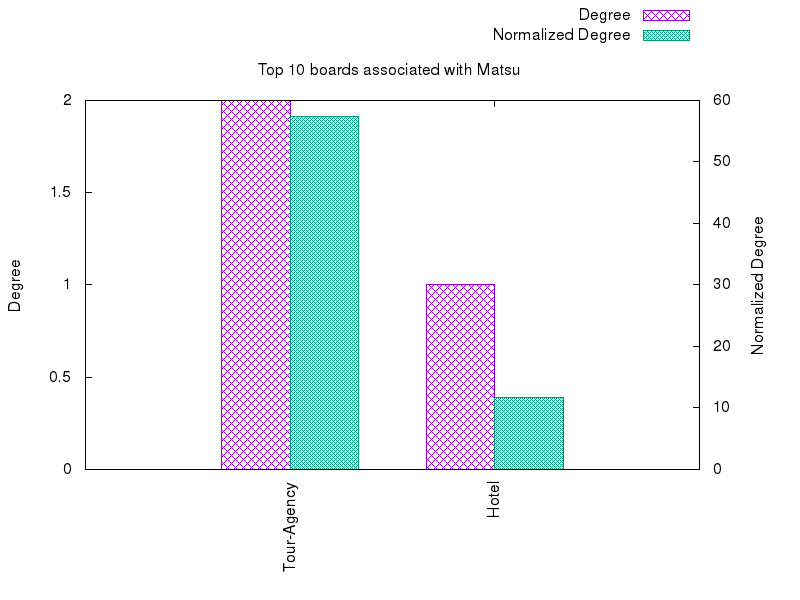 Degree
Normalized Degree
Top 10 boards associated with Matsu
2
1.5
1
0.5
0
60
50
40
30
20
10
0
Degree
Normalized Degree
Tour-Agency
Hotel